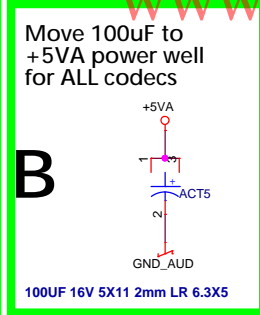 WWW
Move 100uF to
+5VA power well
for ALL codecs
+5VA
1
3
+
ACT5
B
2
GND_AUD
100UF 16V 5X11 2mm LR 6.3X5